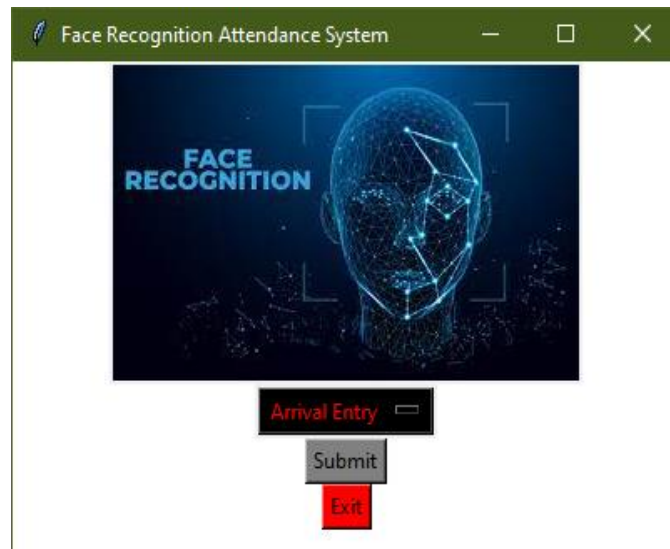 Face Recognition Attendance System
FACE
RECOGNITION
Arrival Entry
Submit
Exit